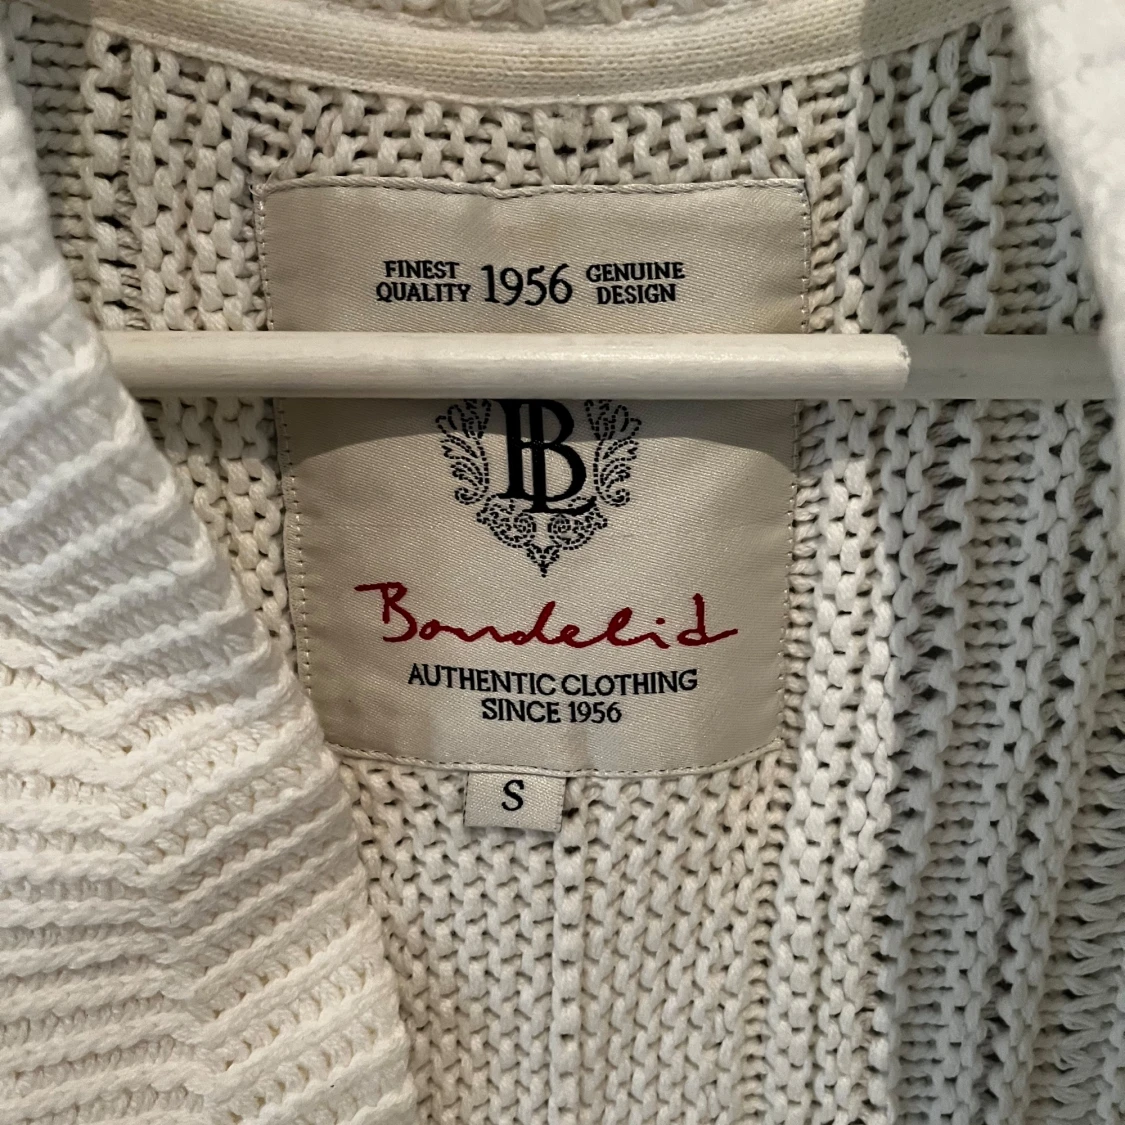 FINEST QUALITY 1956 GENUINE DESIGN
BL
Bondelid
AUTHENTIC CLOTHING
SINCE 1956
S